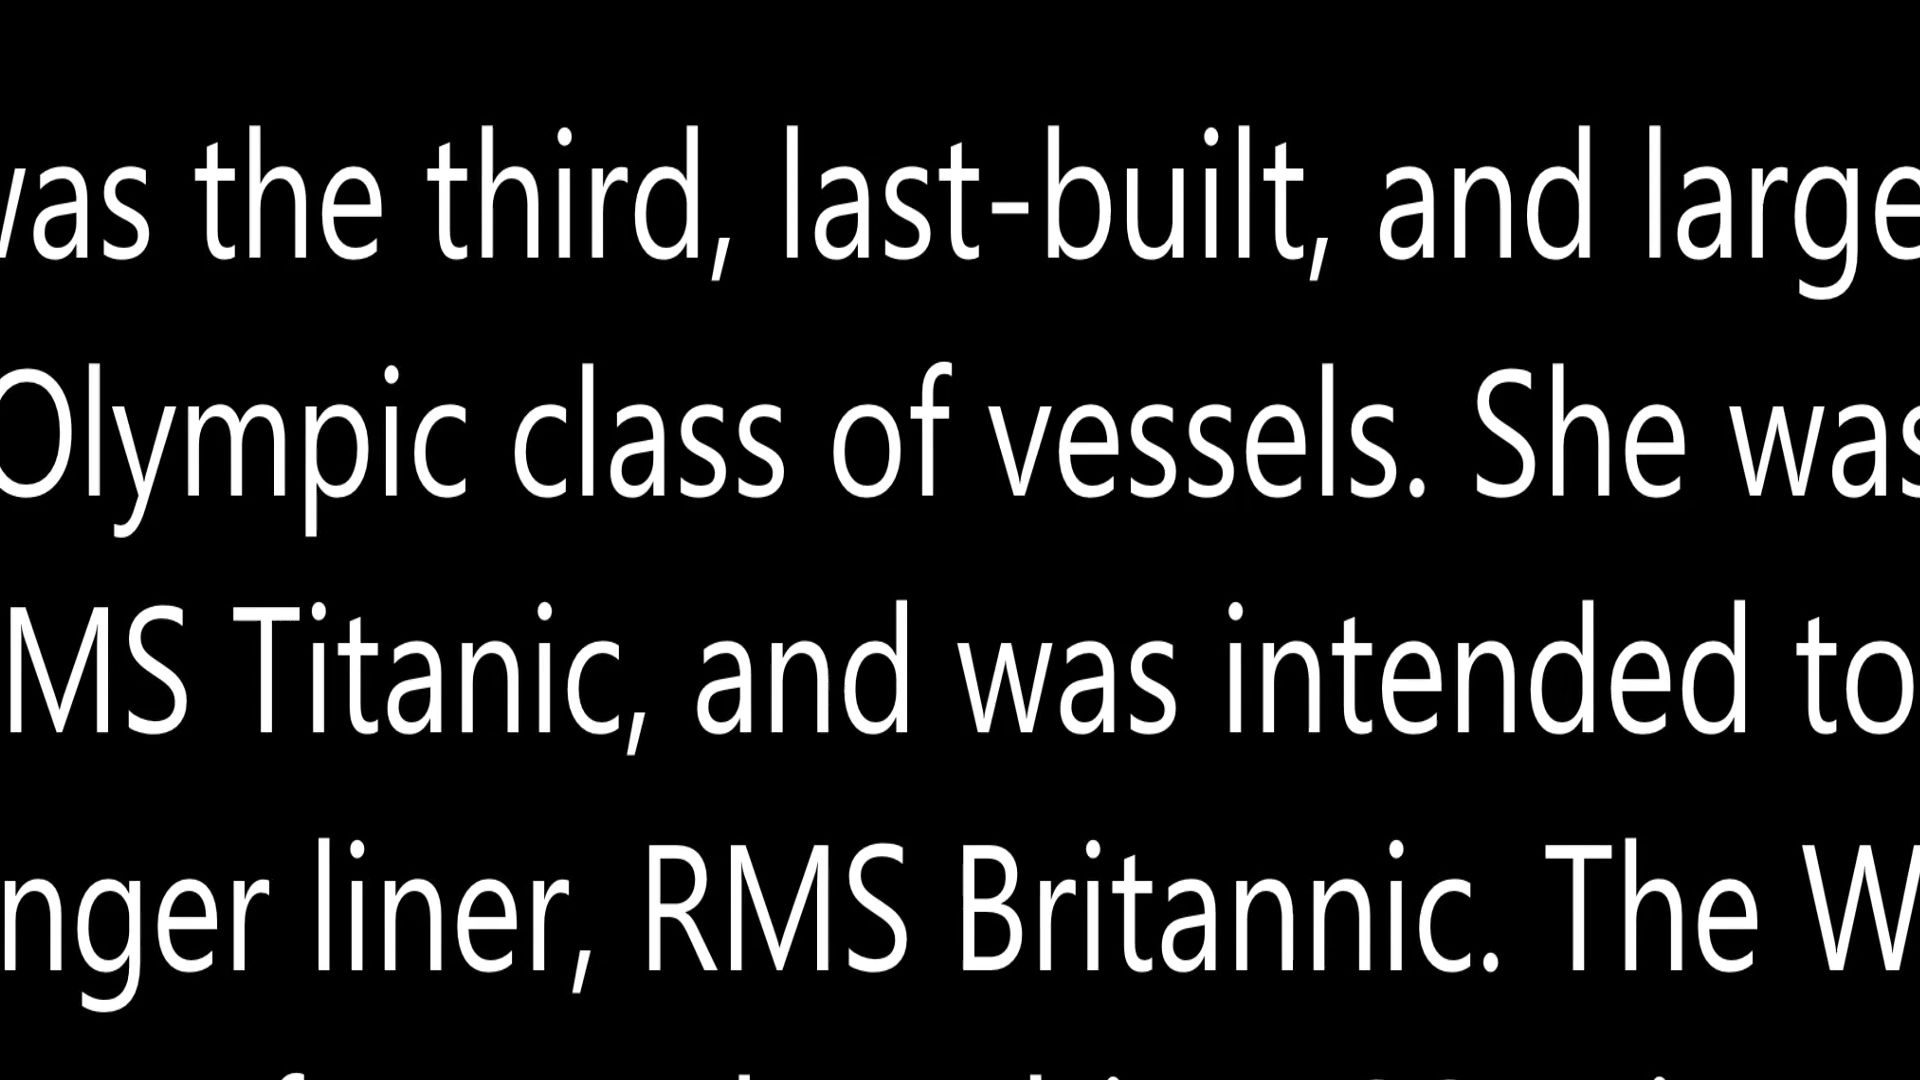 was the third, last-built, and large
Olympic class of vessels. She was
MS Titanic, and was intended to
nger liner, RMS Britannic. The W